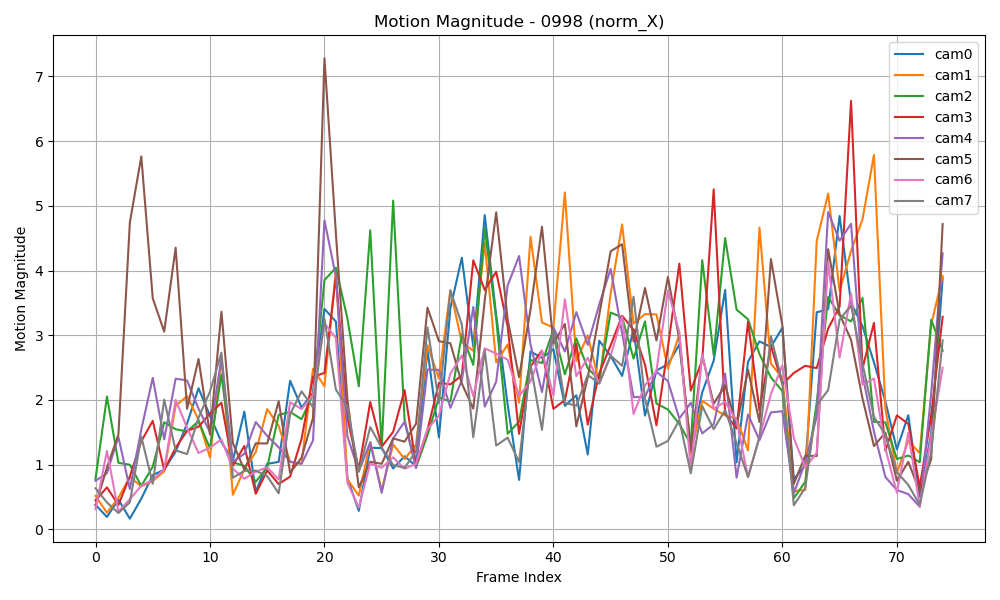 Motion Magnitude - 0998 (norm_X)
Motion Magnitude
7
6
5
4
3
2
1
0
0
10
20
30
40
50
60
70
Frame Index
cam0
cam1
cam2
cam3
cam4
cam5
cam6
cam7